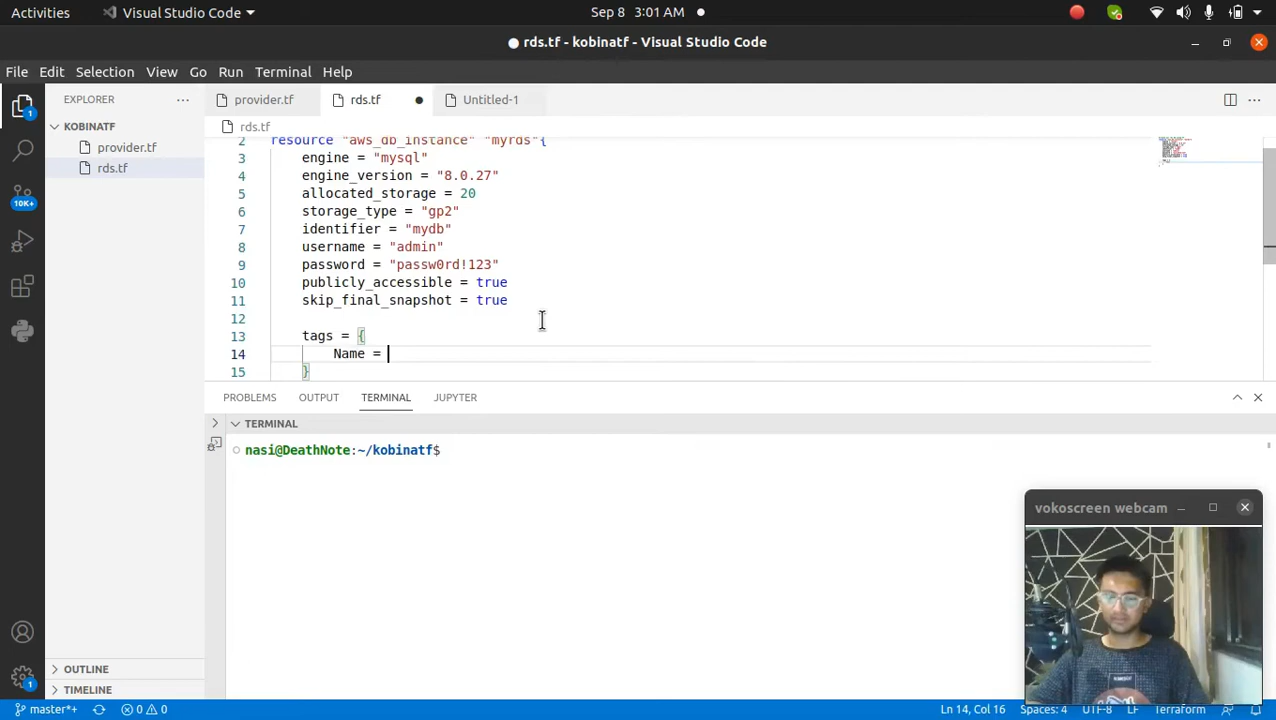 Activities Visual Studio Code Sep 8 3:01 AM
rds.tf - kobinatf - Visual Studio Code
File Edit Selection View Go Run Terminal Help
EXPLORER
provider.tf rds.tf Untitled-1
1
KOBINATF
provider.tf
rds.tf
10K+
rds.tf
2 resource "aws_db_instance" "myrds"{
3 engine = "mysql"
4 engine_version = "8.0.27"
5 allocated_storage = 20
6 storage_type = "gp2"
7 identifier = "mydb"
8 username = "admin"
9 password = "passw0rd!123"
10 publicly_accessible = true
11 skip_final_snapshot = true
12
13 tags = {
14 Name =
15 }
PROBLEMS OUTPUT TERMINAL JUPYTER
TERMINAL
nasi@DeathNote:~/kobinatf$
vokoscreen webcam
OUTLINE
TIMELINE
1
master*+ 0 0 Ln 14, Col 16 Spaces: 4 UTF-8 LF Terraform